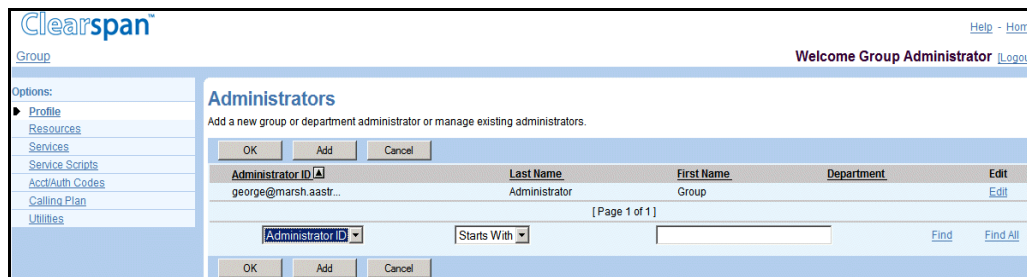 Clearspan™
Help - Hom
Group
Welcome Group Administrator [Logou
Options:
Profile
Resources
Services
Service Scripts
Acct/Auth Codes
Calling Plan
Utilities
Administrators
Add a new group or department administrator or manage existing administrators.
OK Add Cancel
Administrator ID Last Name First Name Department Edit
george@marsh.aastr... Administrator Group Edit
[ Page 1 of 1 ]
Administrator ID Starts With Find Find All
OK Add Cancel